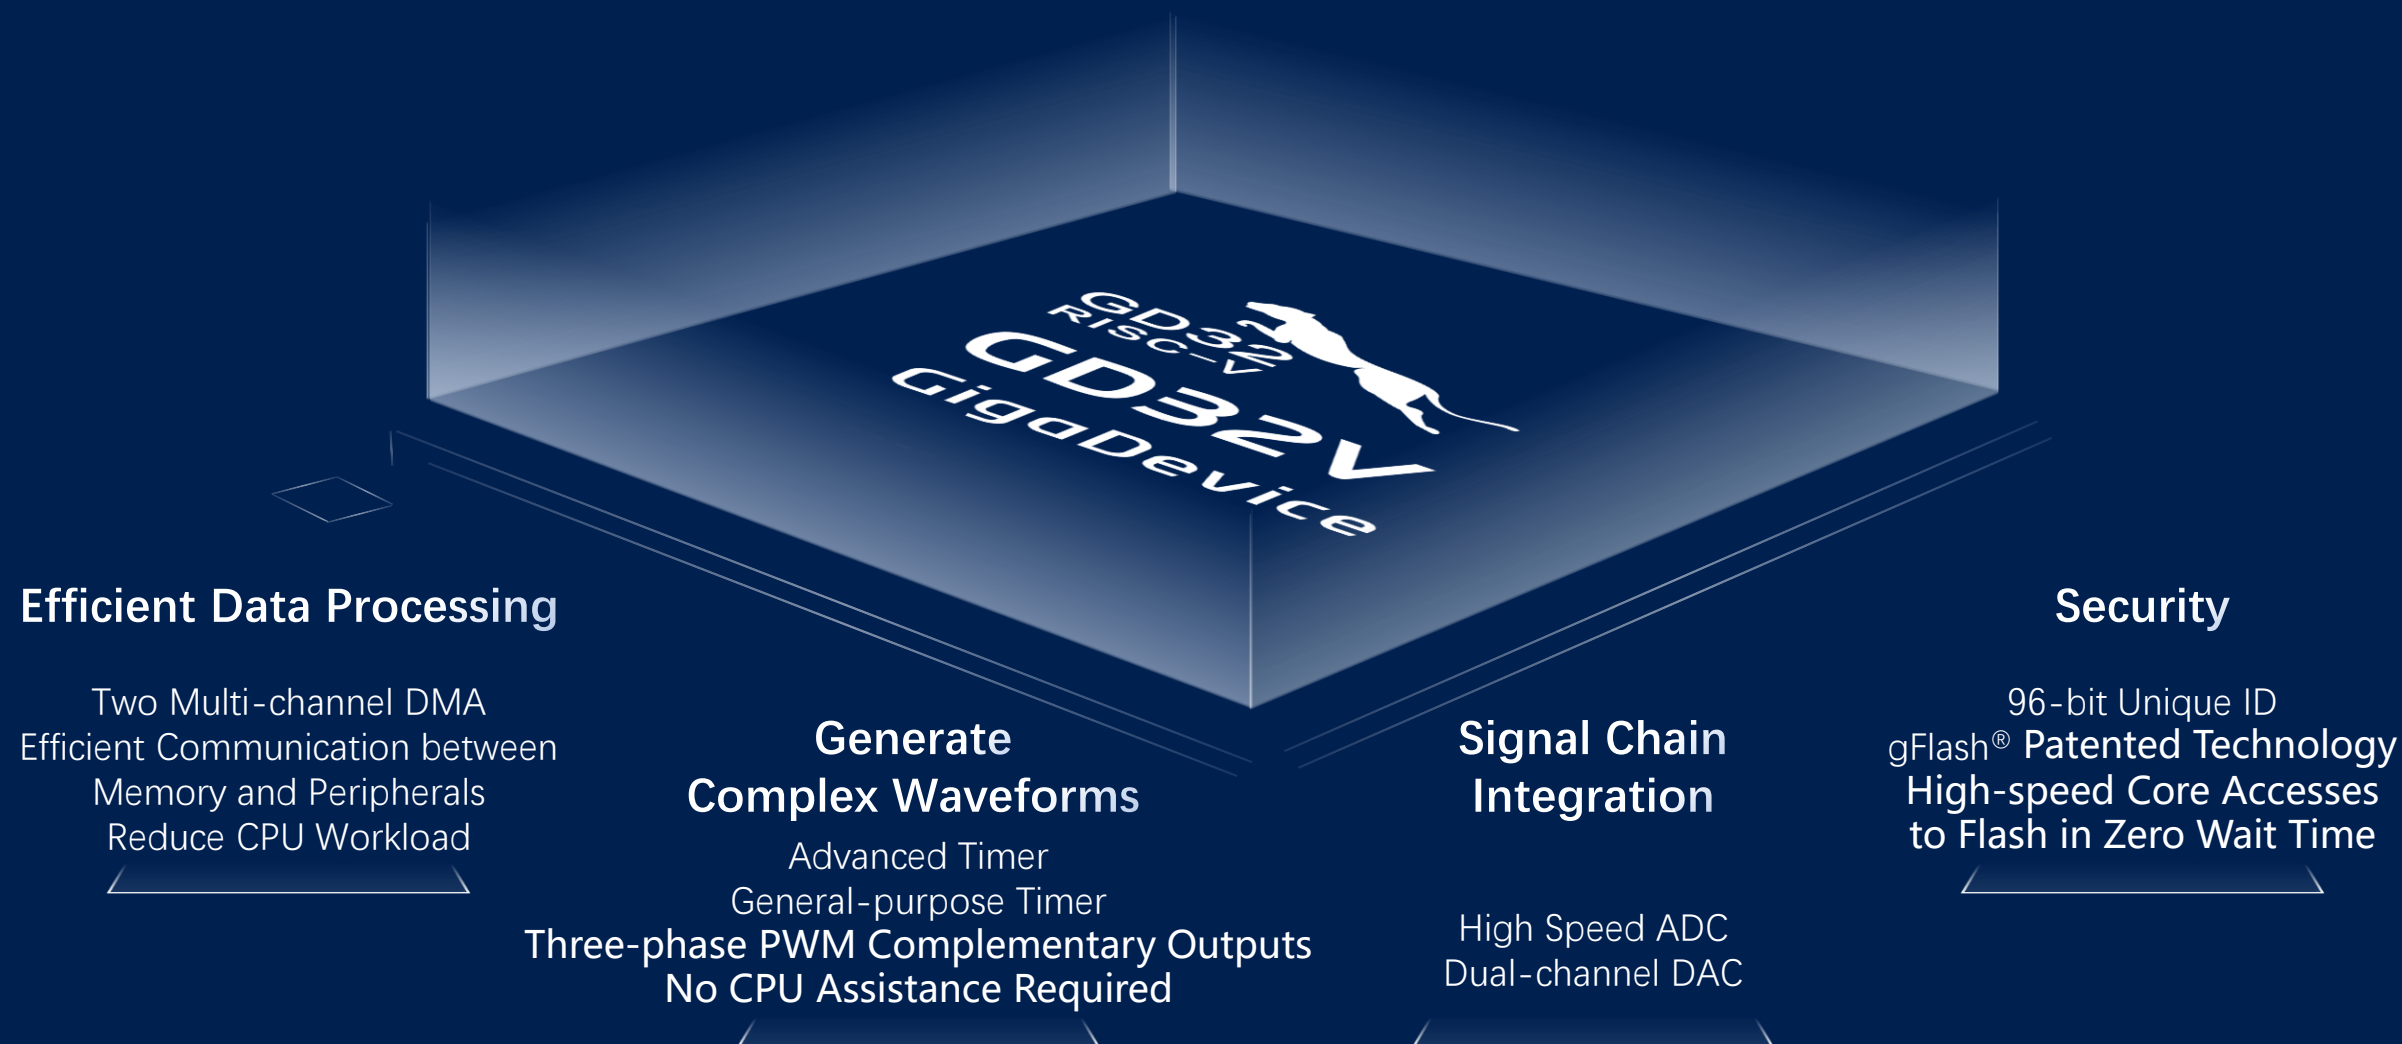 GD32
RISC-V
GD32V
GigaDevice
Efficient Data Processing
Two Multi-channel DMA
Efficient Communication between
Memory and Peripherals
Reduce CPU Workload
Generate
Complex Waveforms
Advanced Timer
General-purpose Timer
Three-phase PWM Complementary Outputs
No CPU Assistance Required
Signal Chain
Integration
High Speed ADC
Dual-channel DAC
Security
96-bit Unique ID
gFlash® Patented Technology
High-speed Core Accesses
to Flash in Zero Wait Time